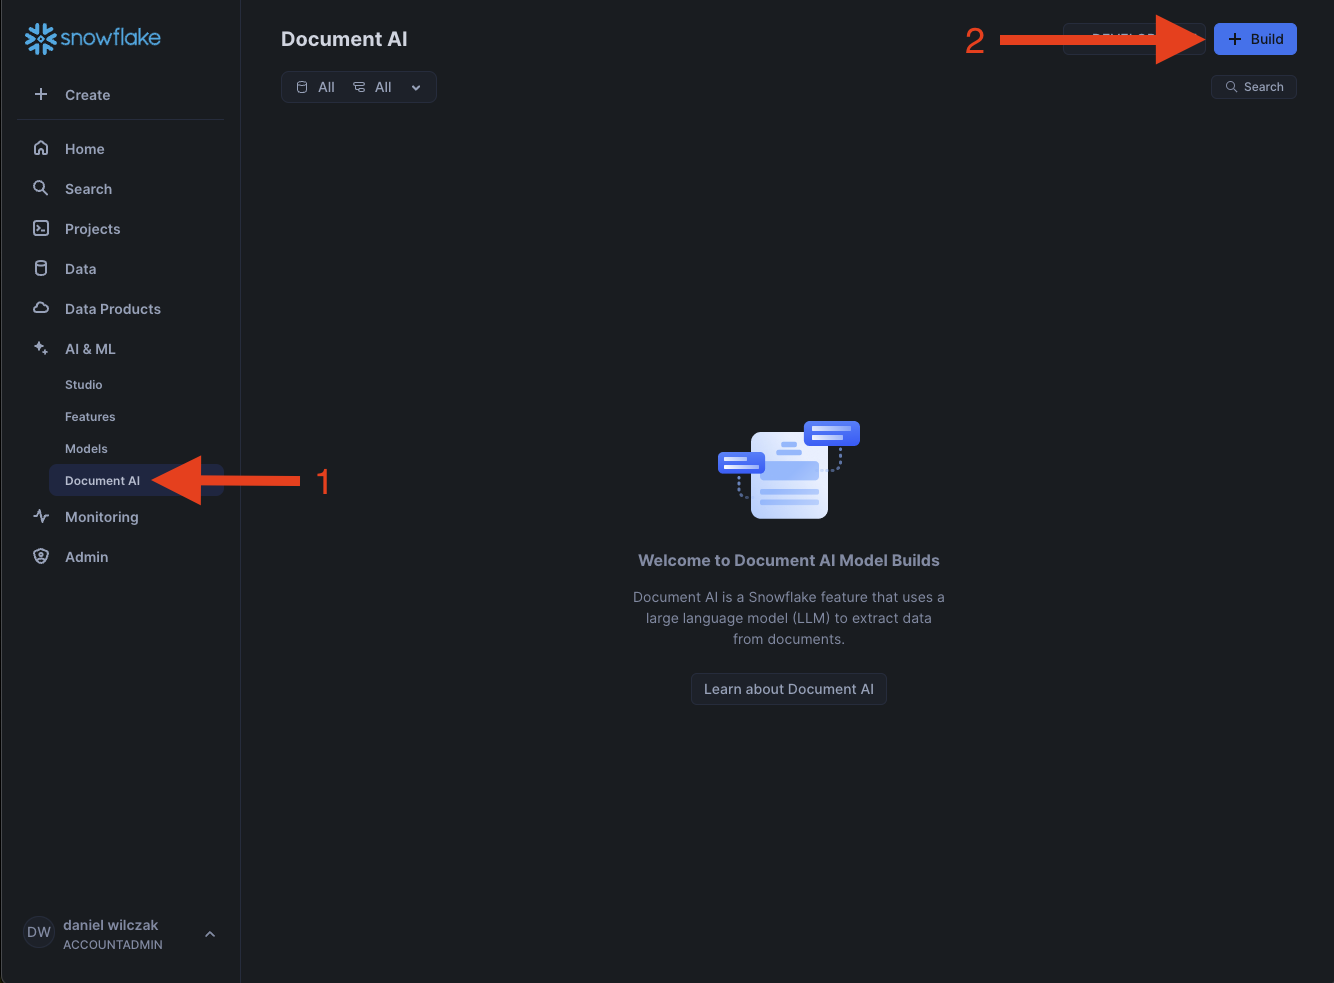 snowflake
Create
Home
Search
Projects
Data
Data Products
AI & ML
Studio
Features
Models
Document AI
1
Monitoring
Admin
daniel wilczak
DW
ACCOUNTADMIN
Document AI
2
Build
All All
Search
Welcome to Document AI Model Builds
Document AI is a Snowflake feature that uses a
large language model (LLM) to extract data
from documents.
Learn about Document AI